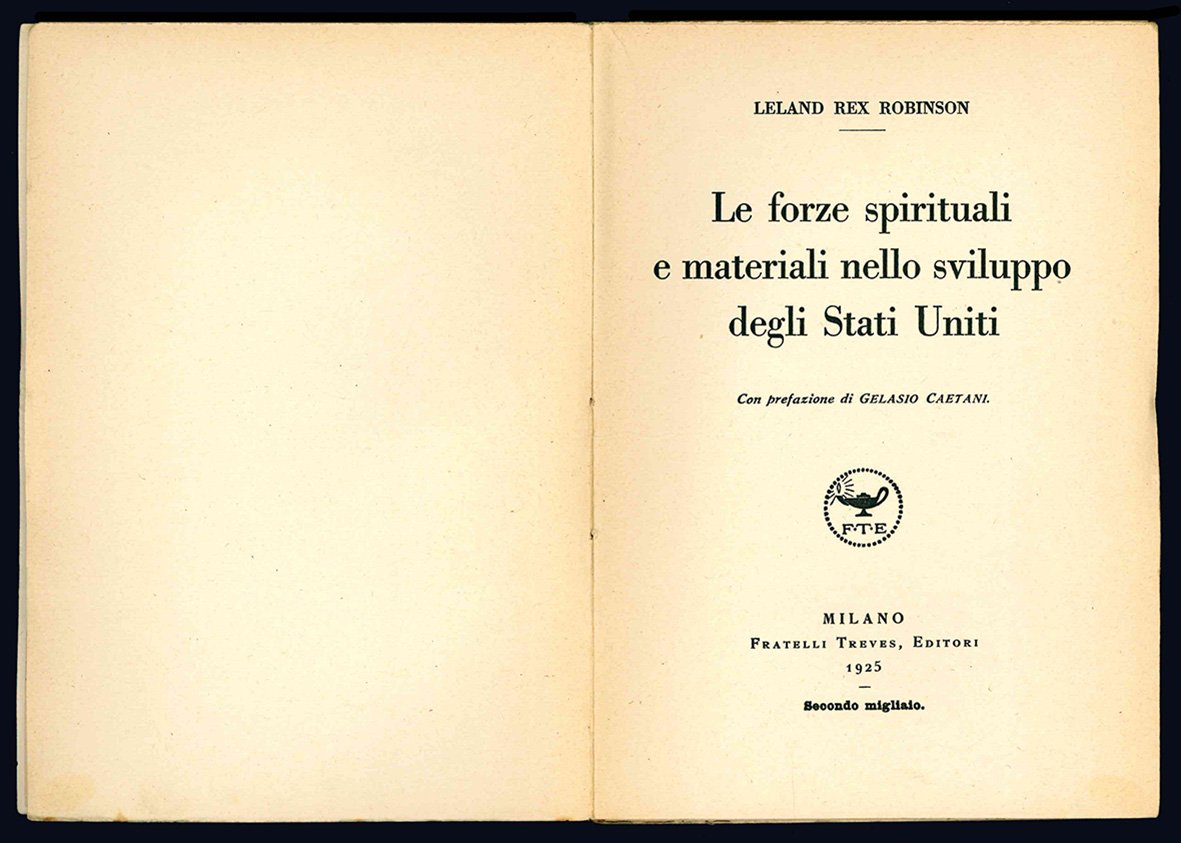 LELAND REX ROBINSON
Le forze spirituali
e materiali nello sviluppo
degli Stati Uniti
Con prefazione di GELASIO CAETANI.
F·T·E
MILANO
FRATELLI TREVES, EDITORI
1925
Secondo migliaio.